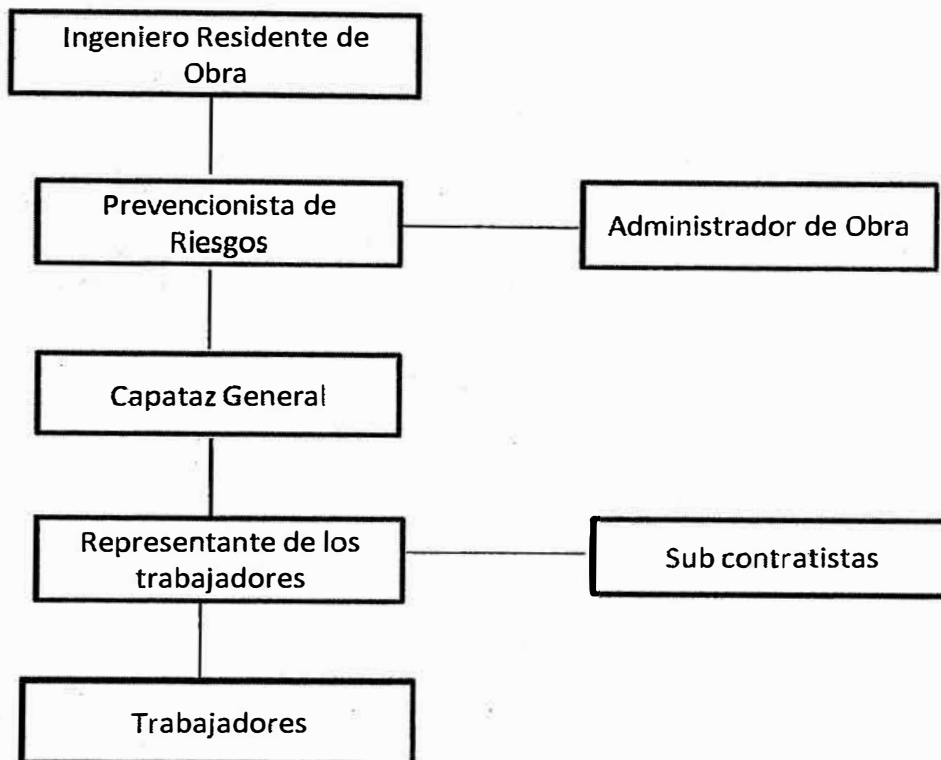 Ingeniero Residente de
Obra
Prevencionista de
Riesgos
Administrador de Obra
Capataz General
Representante de los
trabajadores
Sub contratistas
Trabajadores